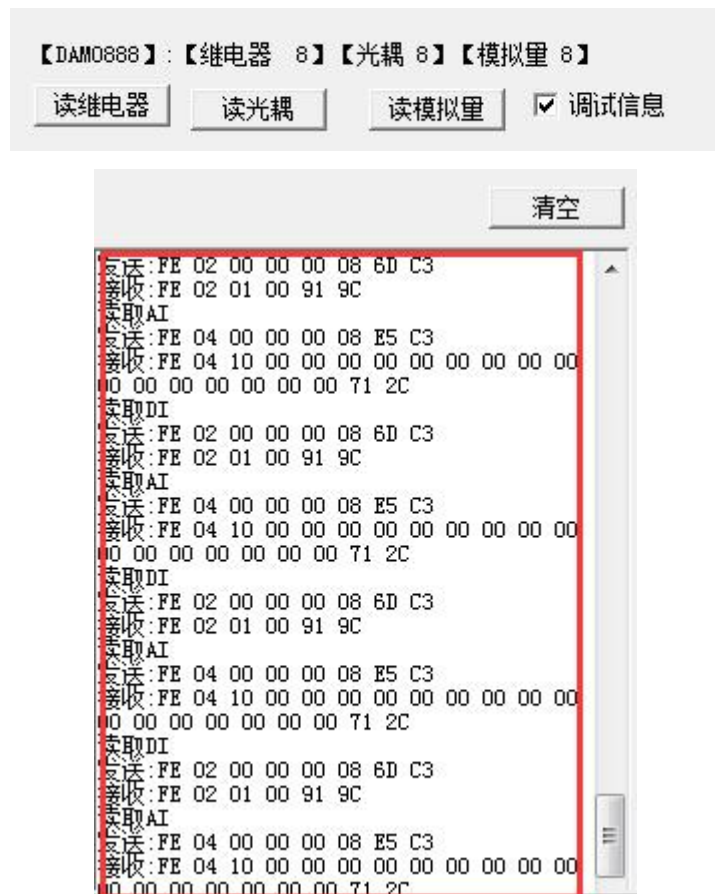 【DAM0888】:【继电器 8】【光耦 8】【模拟量 8】
读继电器 读光耦 读模拟量 调试信息
清空
发送:FE 02 00 00 00 08 6D C3
接收:FE 02 01 00 91 9C
读取AI
发送:FE 04 00 00 00 08 E5 C3
接收:FE 04 10 00 00 00 00 00 00 00 00 00
00 00 00 00 00 00 00 71 2C
读取DI
发送:FE 02 00 00 00 08 6D C3
接收:FE 02 01 00 91 9C
读取AI
发送:FE 04 00 00 00 08 E5 C3
接收:FE 04 10 00 00 00 00 00 00 00 00 00
00 00 00 00 00 00 00 71 2C
读取DI
发送:FE 02 00 00 00 08 6D C3
接收:FE 02 01 00 91 9C
读取AI
发送:FE 04 00 00 00 08 E5 C3
接收:FE 04 10 00 00 00 00 00 00 00 00 00
00 00 00 00 00 00 00 71 2C
读取DI
发送:FE 02 00 00 00 08 6D C3
接收:FE 02 01 00 91 9C
读取AI
发送:FE 04 00 00 00 08 E5 C3
接收:FE 04 10 00 00 00 00 00 00 00 00 00
00 00 00 00 00 00 00 71 2C